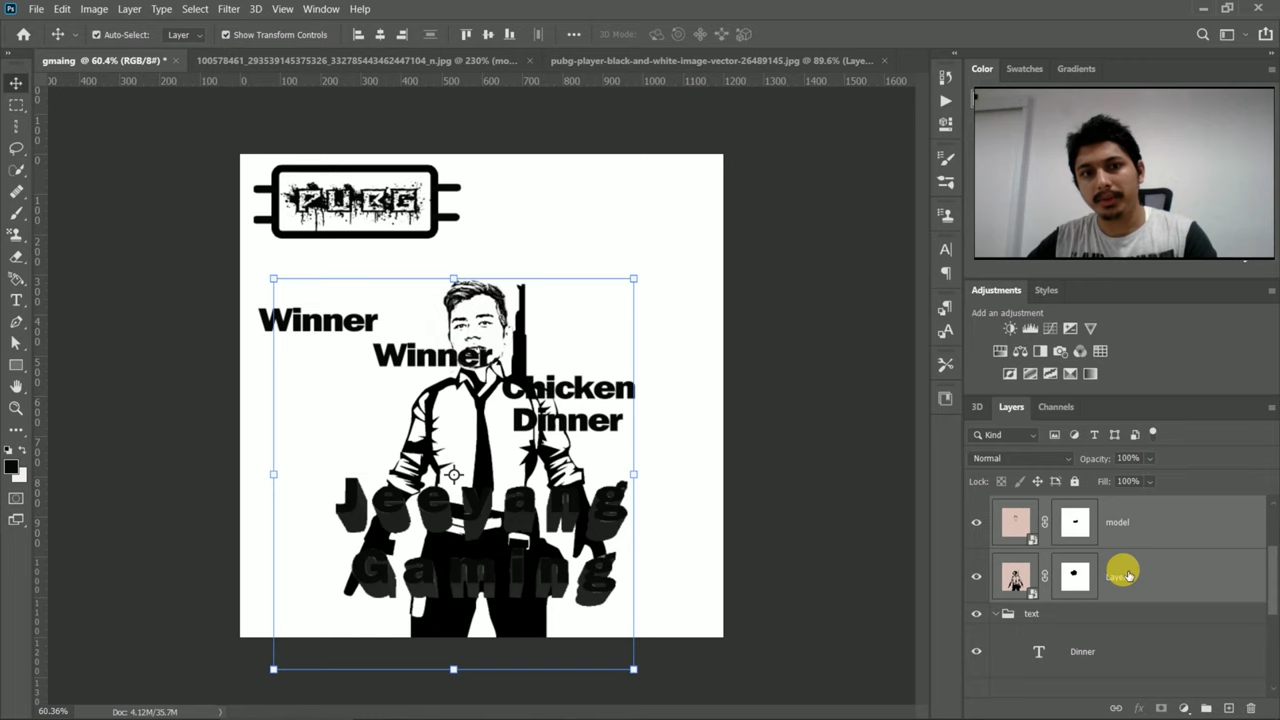 Ps File Edit Image Layer Type Select Filter 3D View Window Help
Auto-Select: Layer Show Transform Controls 3D Mode:
gmaing @ 60.4% (RGB/8#) * 100578461_293539145375326_332785443462447104_n.jpg @ 230% (mo... pubg-player-black-and-white-image-vector-26489145.jpg @ 89.6% (Laye...
Color Swatches Gradients
PUBG
Winner
Winner
Chicken
Dinner
Jeeyang
Gaming
Adjustments Styles
Add an adjustment
3D Layers Channels
Kind
Normal Opacity: 100%
Lock: Fill: 100%
model
text
Dinner
60.36% Doc: 4.12M/35.7M